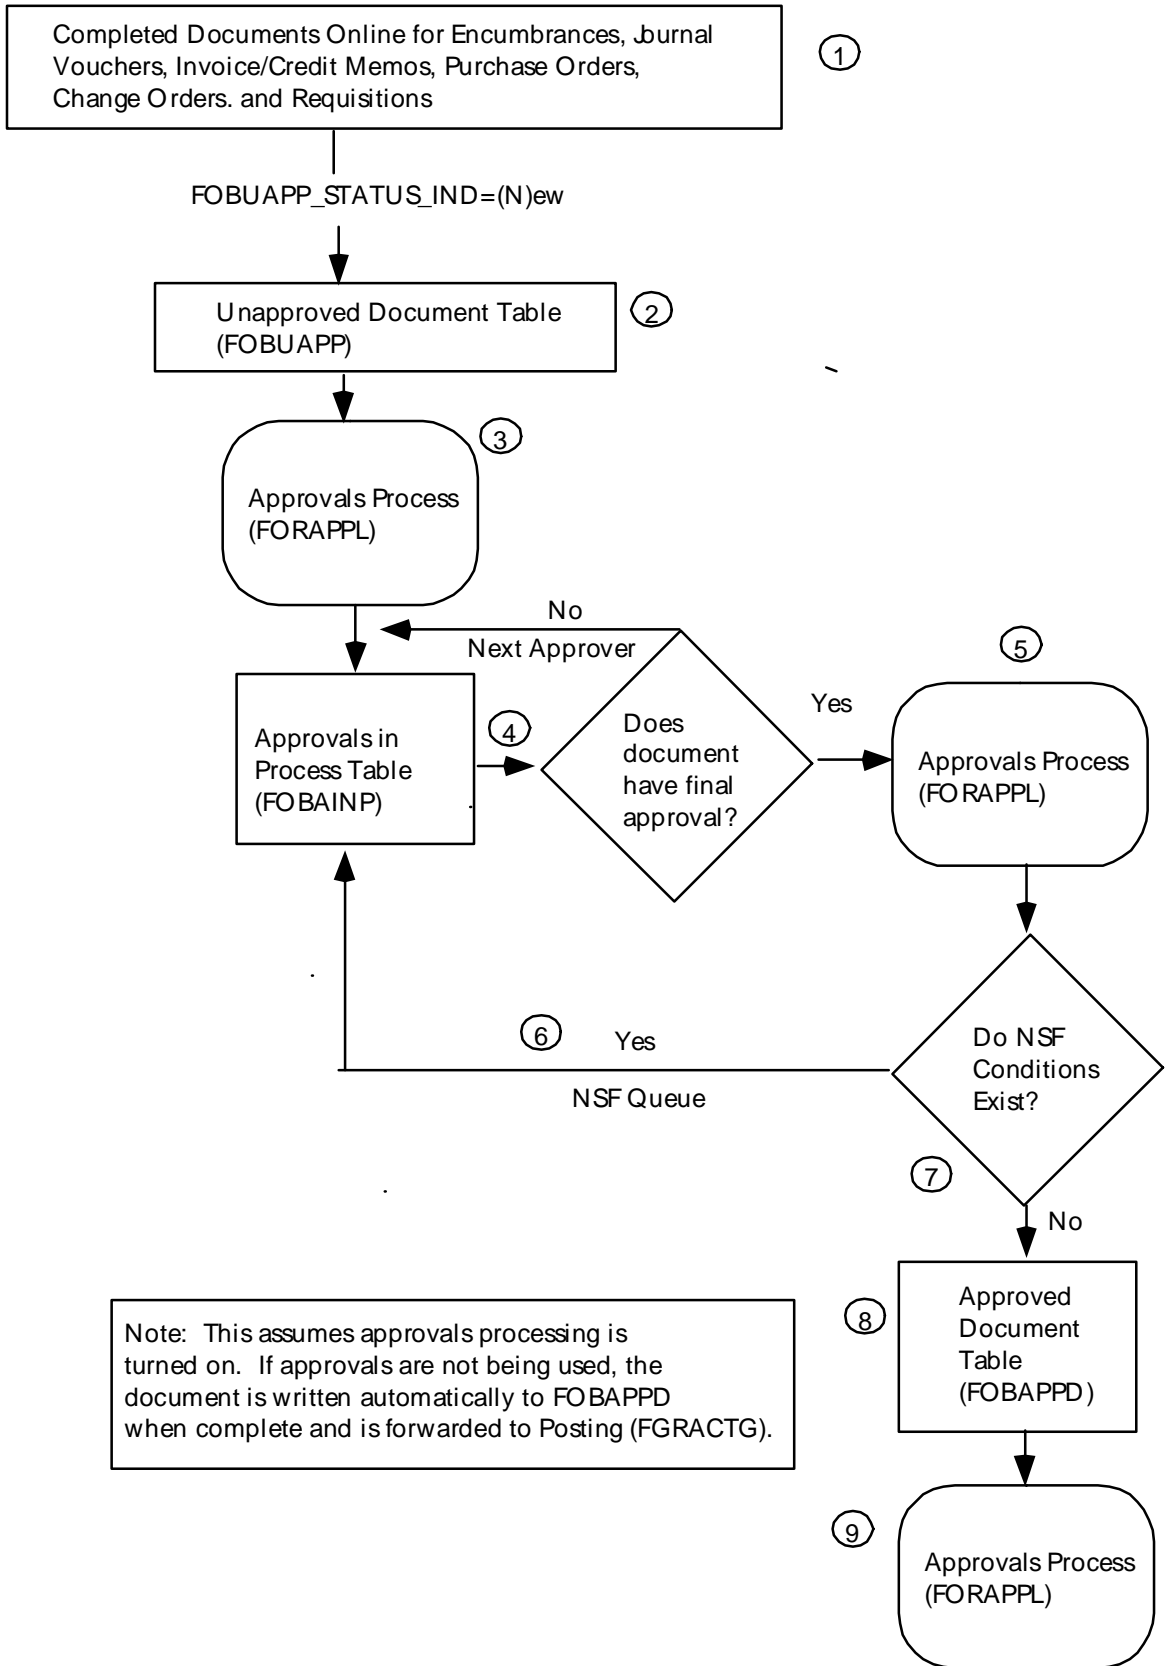 Completed Documents Online for Encumbrances, Journal
Vouchers, Invoice/Credit Memos, Purchase Orders,
Change Orders. and Requisitions
1
FOBUAPP_STATUS_IND=(N)ew
Unapproved Document Table
(FOBUAPP)
2
3
Approvals Process
(FORAPPL)
No
Next Approver
4
Approvals in
Process Table
(FOBAINP)
Does
document
have final
approval?
Yes
5
Approvals Process
(FORAPPL)
6
Yes
NSF Queue
Do NSF
Conditions
Exist?
7
No
8
Approved
Document
Table
(FOBAPPD)
Note: This assumes approvals processing is
turned on. If approvals are not being used, the
document is written automatically to FOBAPPD
when complete and is forwarded to Posting (FGRACTG).
9
Approvals Process
(FORAPPL)